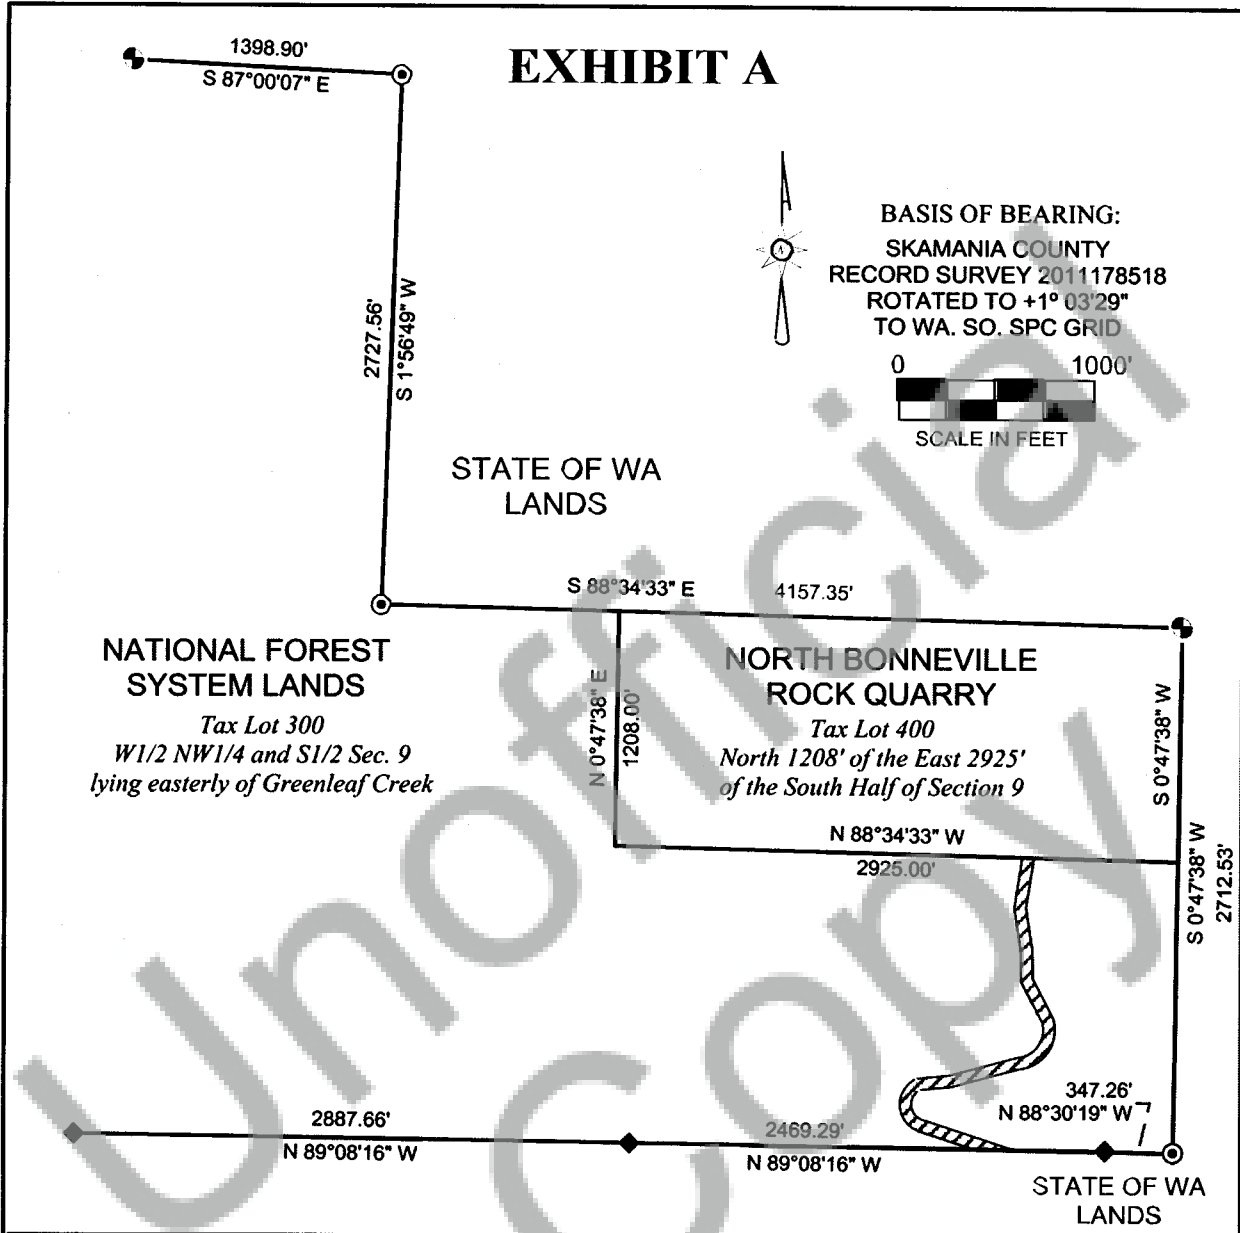 EXHIBIT A
1398.90'
S 87°00'07" E
BASIS OF BEARING:
SKAMANIA COUNTY
RECORD SURVEY 2011178518
ROTATED TO +1° 03'29"
TO WA. SO. SPC GRID
0 1000'
SCALE IN FEET
2727.56'
S 1°56'49" W
STATE OF WA
LANDS
S 88°34'33" E
4157.35'
NATIONAL FOREST
SYSTEM LANDS
Tax Lot 300
W1/2 NW1/4 and S1/2 Sec. 9
lying easterly of Greenleaf Creek
N 0°47'38" E
1208.00'
NORTH BONNEVILLE
ROCK QUARRY
Tax Lot 400
North 1208' of the East 2925'
of the South Half of Section 9
S 0°47'38" W
N 88°34'33" W
2925.00'
S 0°47'38" W
2712.53'
347.26'
N 88°30'19" W
2887.66'
N 89°08'16" W
2469.29'
N 89°08'16" W
STATE OF WA
LANDS
Unofficial
Copy